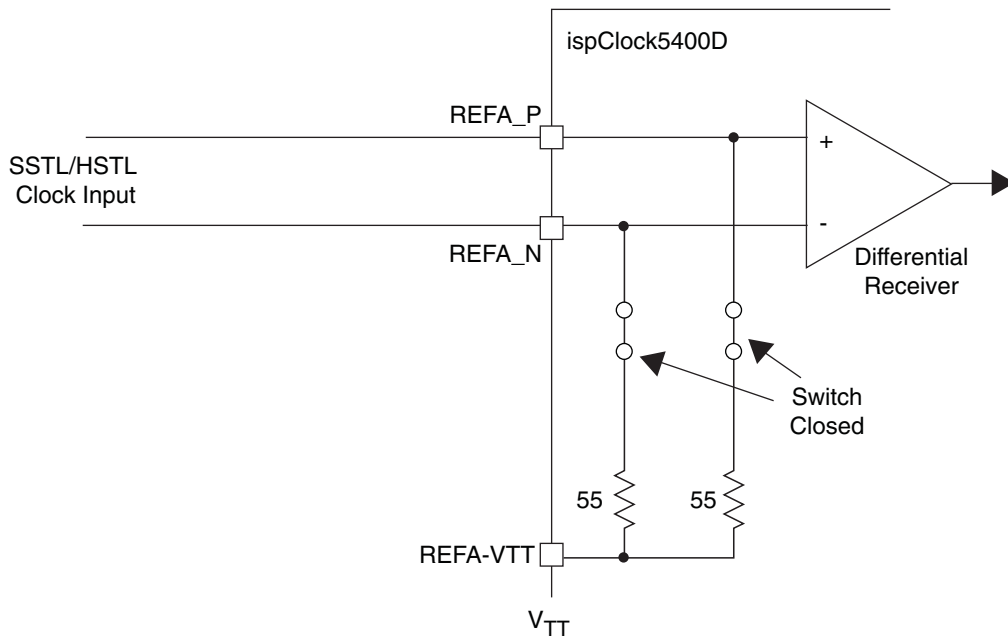 ispClock5400D
REFA_P
+
SSTL/HSTL
Clock Input
-
REFA_N
Differential
Receiver
Switch
Closed
55
55
REFA-VTT
VTT